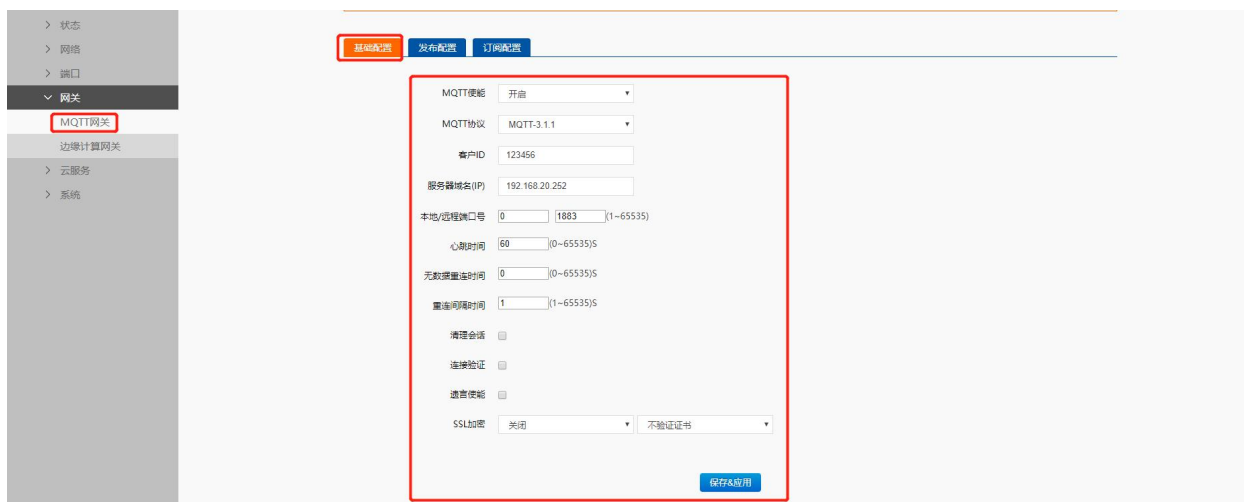 状态
网络
端口
网关
MQTT网关
边缘计算网关
云服务
系统
基础配置 发布配置 订阅配置
MQTT使能 开启
MQTT协议 MQTT-3.1.1
客户ID 123456
服务器域名(IP) 192.168.20.252
本地/远程端口号 0 1883 (1~65535)
心跳时间 60 (0~65535)S
无数据重连时间 0 (0~65535)S
重连间隔时间 1 (1~65535)S
清理会话
连接验证
遗言使能
SSL加密 关闭 不验证证书
保存&应用